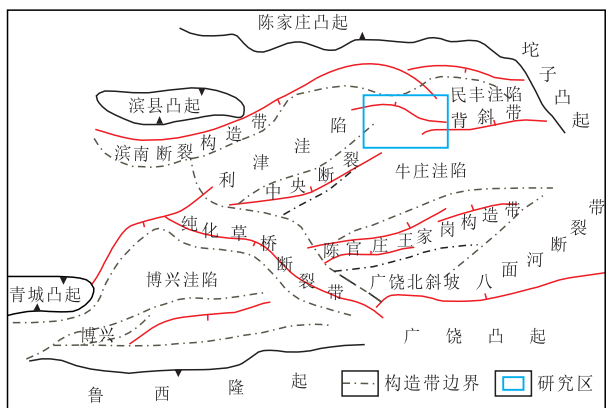 陈家庄凸起
坨子凸起
滨县凸起
民丰洼陷
滨南断裂构造带
利津洼陷
中央断裂背斜带
牛庄洼陷
纯化草桥断裂带
陈官庄王家岗构造带
八面河断裂带
博兴洼陷
广饶北斜坡
青城凸起
博兴
广饶凸起
鲁西隆起
构造带边界
研究区